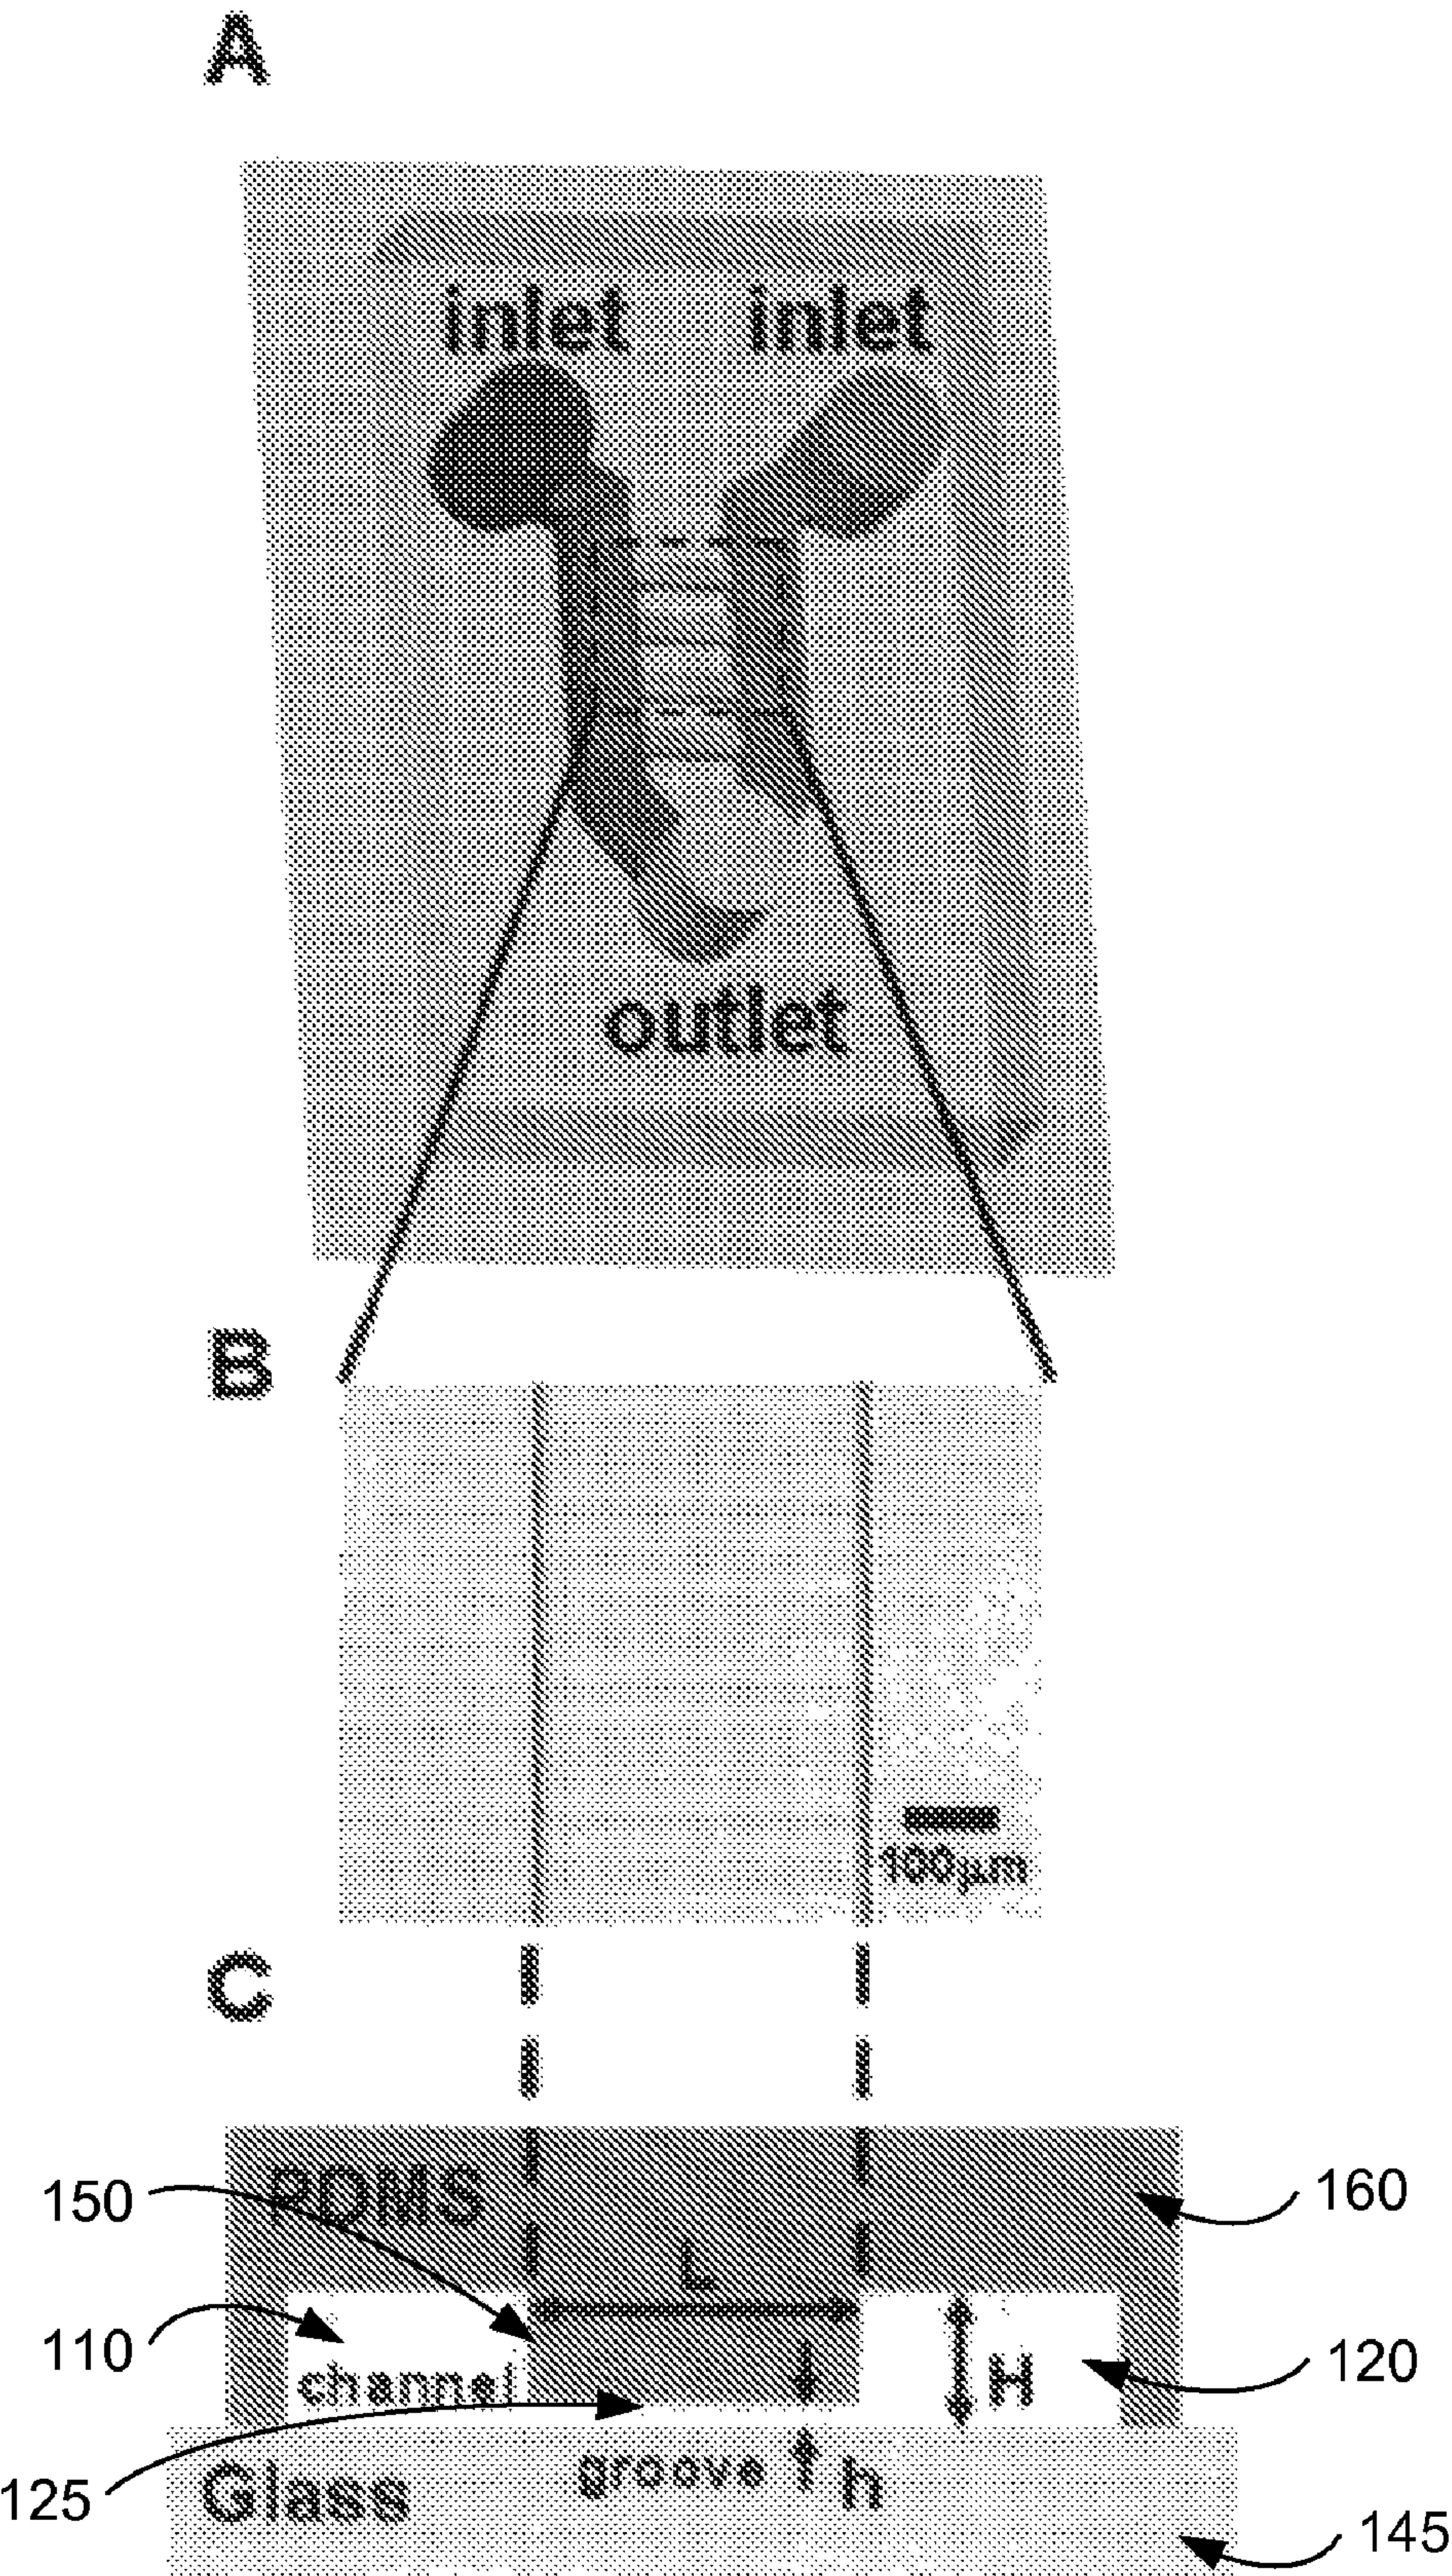 A
inlet inlet
outlet
B
100μm
C
PDMS
150
160
L
110
channel
H
120
groove
h
125
Glass
145